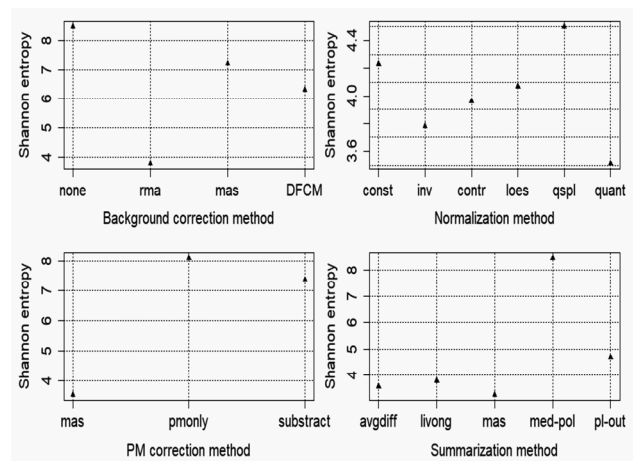 Shannon entropy
8
7
6
5
4
none rma mas DFCM
Background correction method
Shannon entropy
4.4
4.0
3.6
const inv contr loes qspl quant
Normalization method
Shannon entropy
8
7
6
5
4
mas pmonly substract
PM correction method
Shannon entropy
8
7
6
5
4
avgdiff livong mas med-pol pl-out
Summarization method